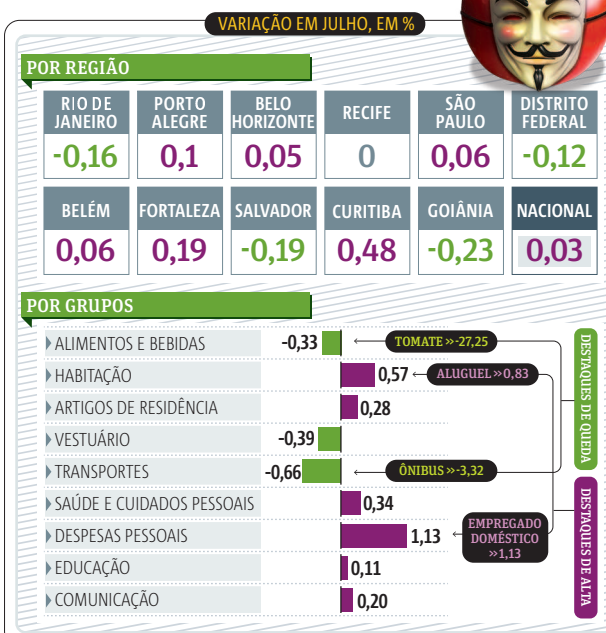 VARIAÇÃO EM JULHO, EM %
POR REGIÃO
RIO DE JANEIRO
-0,16
PORTO ALEGRE
0,1
BELO HORIZONTE
0,05
RECIFE
0
SÃO PAULO
0,06
DISTRITO FEDERAL
-0,12
BELÉM
0,06
FORTALEZA
0,19
SALVADOR
-0,19
CURITIBA
0,48
GOIÂNIA
-0,23
NACIONAL
0,03
POR GRUPOS
ALIMENTOS E BEBIDAS -0,33 TOMATE »-27,25
HABITAÇÃO 0,57 ALUGUEL »0,83
ARTIGOS DE RESIDÊNCIA 0,28
VESTUÁRIO -0,39
TRANSPORTES -0,66 ÔNIBUS »-3,32
SAÚDE E CUIDADOS PESSOAIS 0,34
DESPESAS PESSOAIS 1,13
EMPREGADO
DOMÉSTICO
»1,13
EDUCAÇÃO 0,11
COMUNICAÇÃO 0,20
DESTAQUES DE QUEDA
DESTAQUES DE ALTA